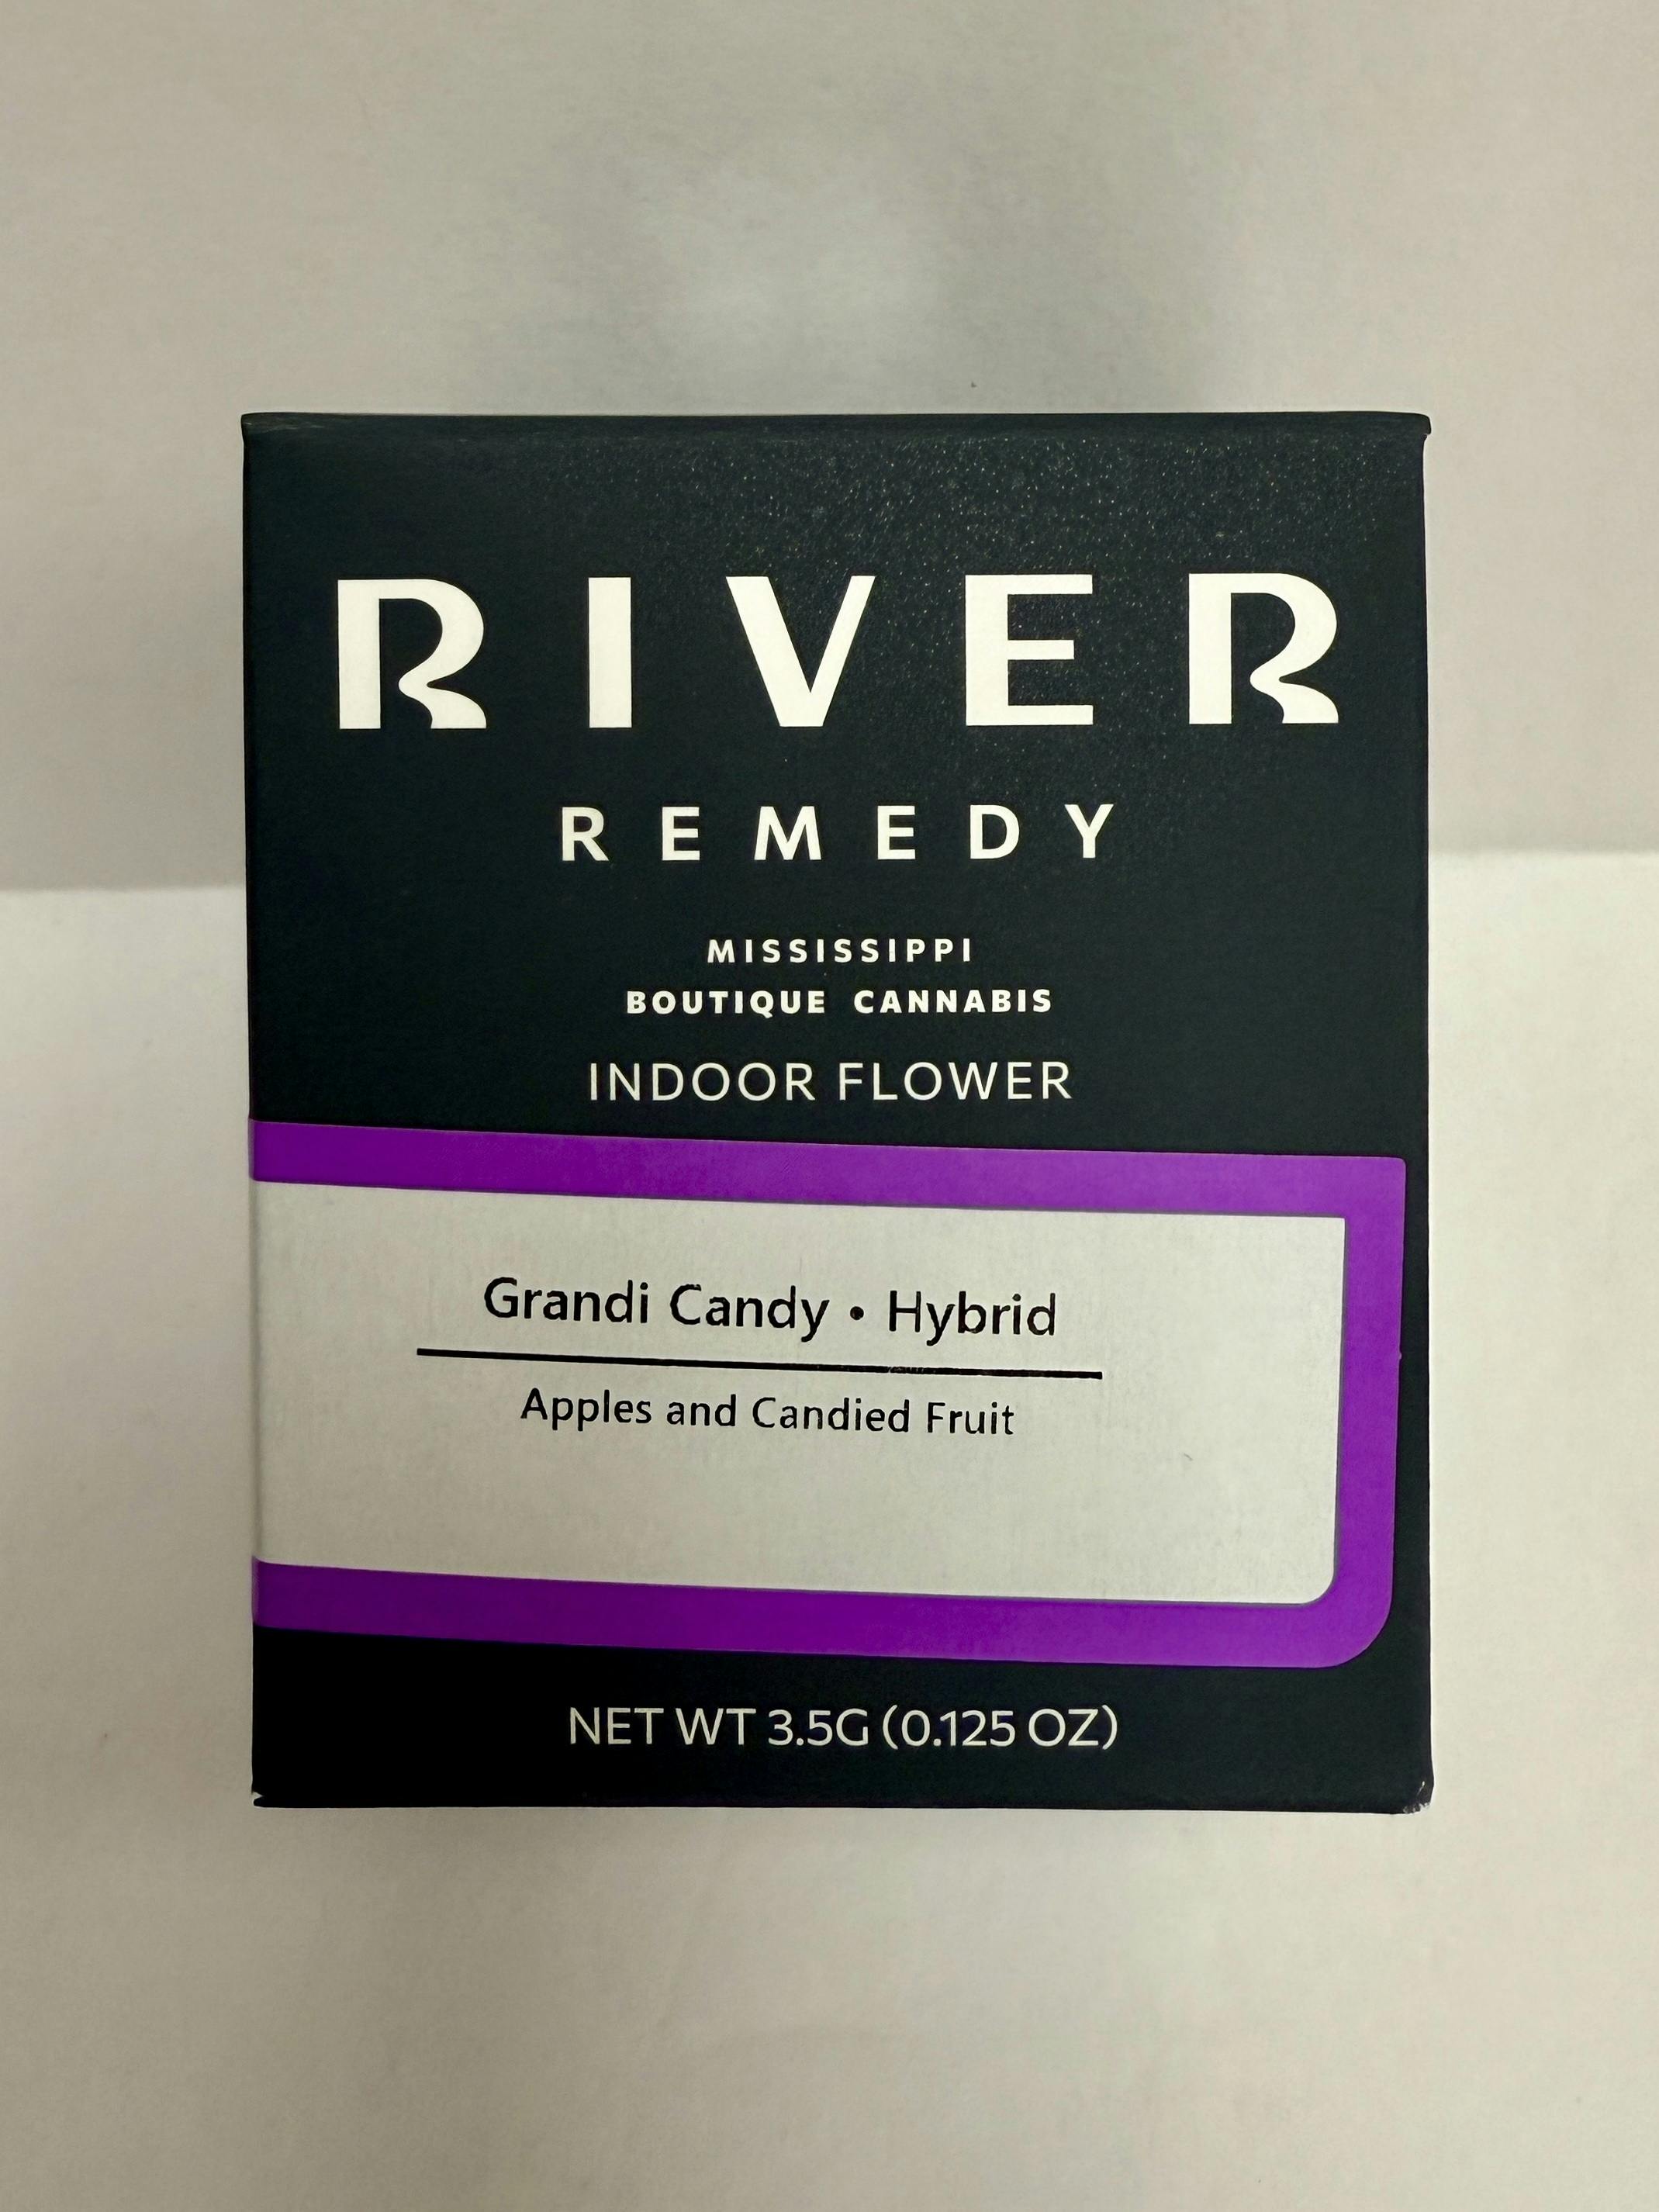 RIVER
REMEDY
MISSISSIPPI
BOUTIQUE CANNABIS
INDOOR FLOWER
Grandi Candy • Hybrid
Apples and Candied Fruit
NET WT 3.5G (0.125 OZ)